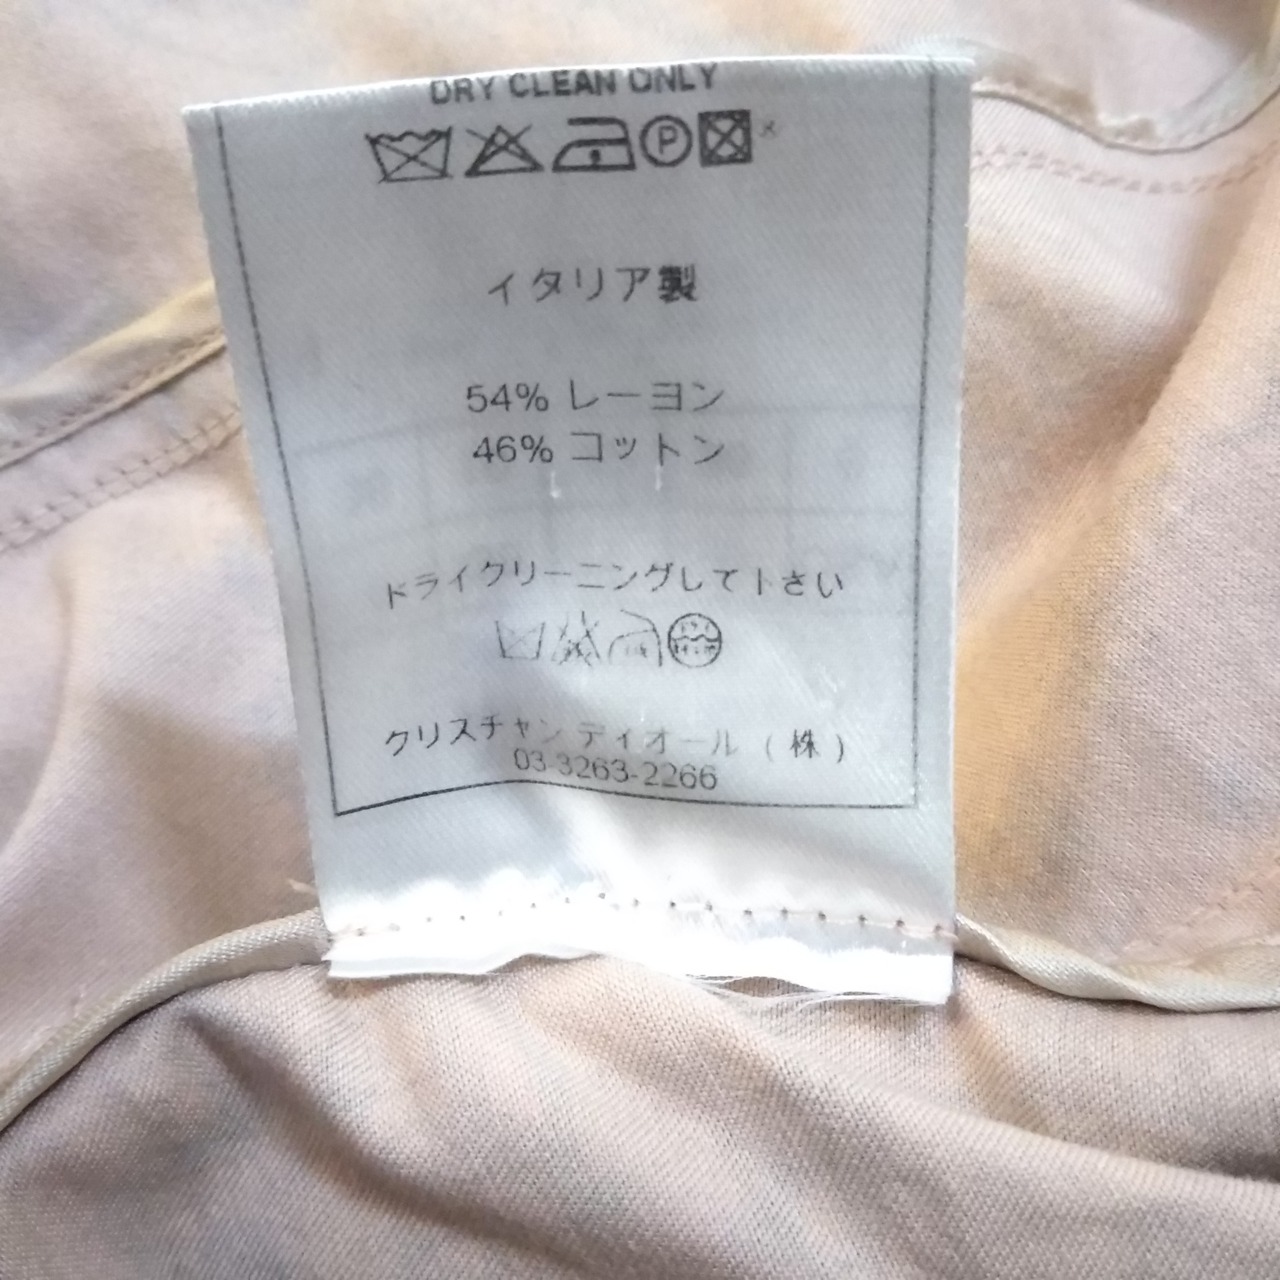 DRY CLEAN ONLY
P
イタリア製
54% レーヨン
46% コットン
ドライクリーニングして下さい
クリスチャン ディオール (株)
03-3263-2266